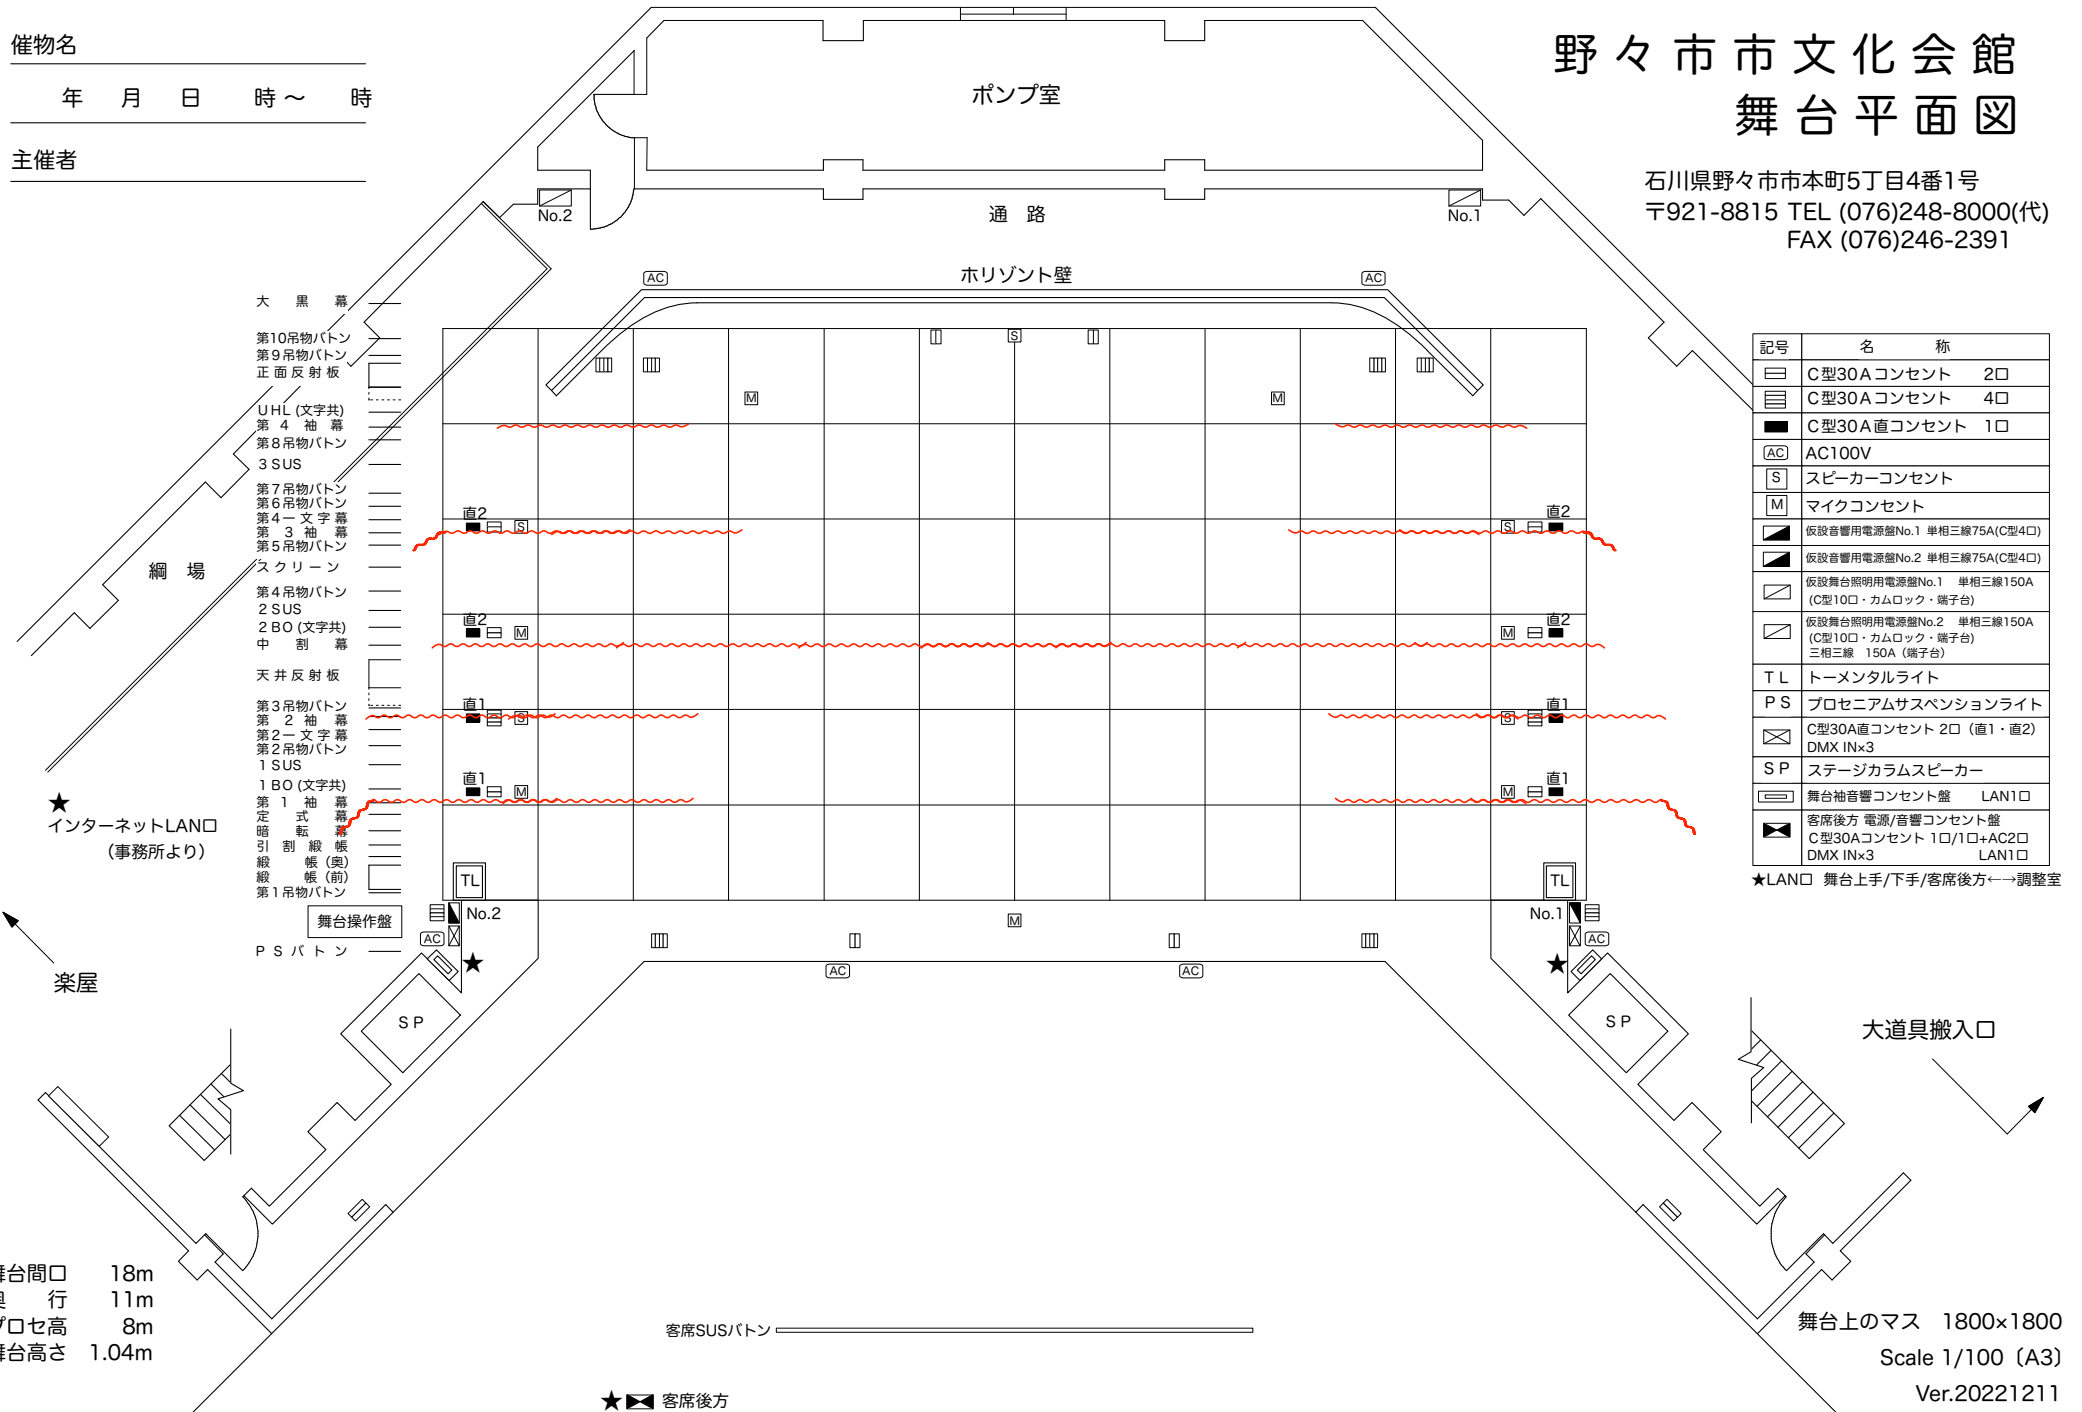 催物名
年 月 日 時～ 時
主催者
野々市市文化会館
舞台平面図
石川県野々市市本町5丁目4番1号
〒921-8815 TEL (076)248-8000(代)
FAX (076)246-2391
ポンプ室
No.2
通 路
No.1
AC
ホリゾント壁
AC
大 黒 幕
第10吊物バトン
第9吊物バトン
正面反射板
UHL (文字共)
第 4 袖 幕
第8吊物バトン
3 SUS
第7吊物バトン
第6吊物バトン
第4一文字幕
第 3 袖 幕
第5吊物バトン
スクリーン
第4吊物バトン
2 SUS
2 BO (文字共)
中 割 幕
天井反射板
第3吊物バトン
第 2 袖 幕
第2一文字幕
第2吊物バトン
1 SUS
1 BO (文字共)
第 1 袖 幕
定 式 幕
暗 転 幕
引 割 緞 帳
緞 帳 (奥)
緞 帳 (前)
第1吊物バトン
舞台操作盤
P S バ ト ン
綱 場
★
インターネットLAN口
（事務所より）
楽屋
S
M M
直2 S
S 直2
直2 M
M 直2
直1 S
S 直1
直1 M
M 直1
TL
TL
No.2
No.1
M
AC
AC
★
★
AC
AC
S P
S P
大道具搬入口
記号 名 称
C型30Aコンセント 2口
C型30Aコンセント 4口
C型30A直コンセント 1口
AC AC100V
S スピーカーコンセント
M マイクコンセント
仮設音響用電源盤No.1 単相三線75A(C型4口)
仮設音響用電源盤No.2 単相三線75A(C型4口)
仮設舞台照明用電源盤No.1 単相三線150A
(C型10口・カムロック・端子台)
仮設舞台照明用電源盤No.2 単相三線150A
(C型10口・カムロック・端子台)
三相三線 150A（端子台）
T L トーメンタルライト
P S プロセニアムサスペンションライト
C型30A直コンセント 2口（直1・直2）
DMX IN×3
S P ステージカラムスピーカー
舞台袖音響コンセント盤 LAN1口
客席後方 電源/音響コンセント盤
C型30Aコンセント 1口/1口+AC2口
DMX IN×3 LAN1口
★LAN口 舞台上手/下手/客席後方←→調整室
舞台間口 18m
奥 行 11m
プロセ高 8m
舞台高さ 1.04m
客席SUSバトン
★ 客席後方
舞台上のマス 1800×1800
Scale 1/100〔A3〕
Ver.20221211